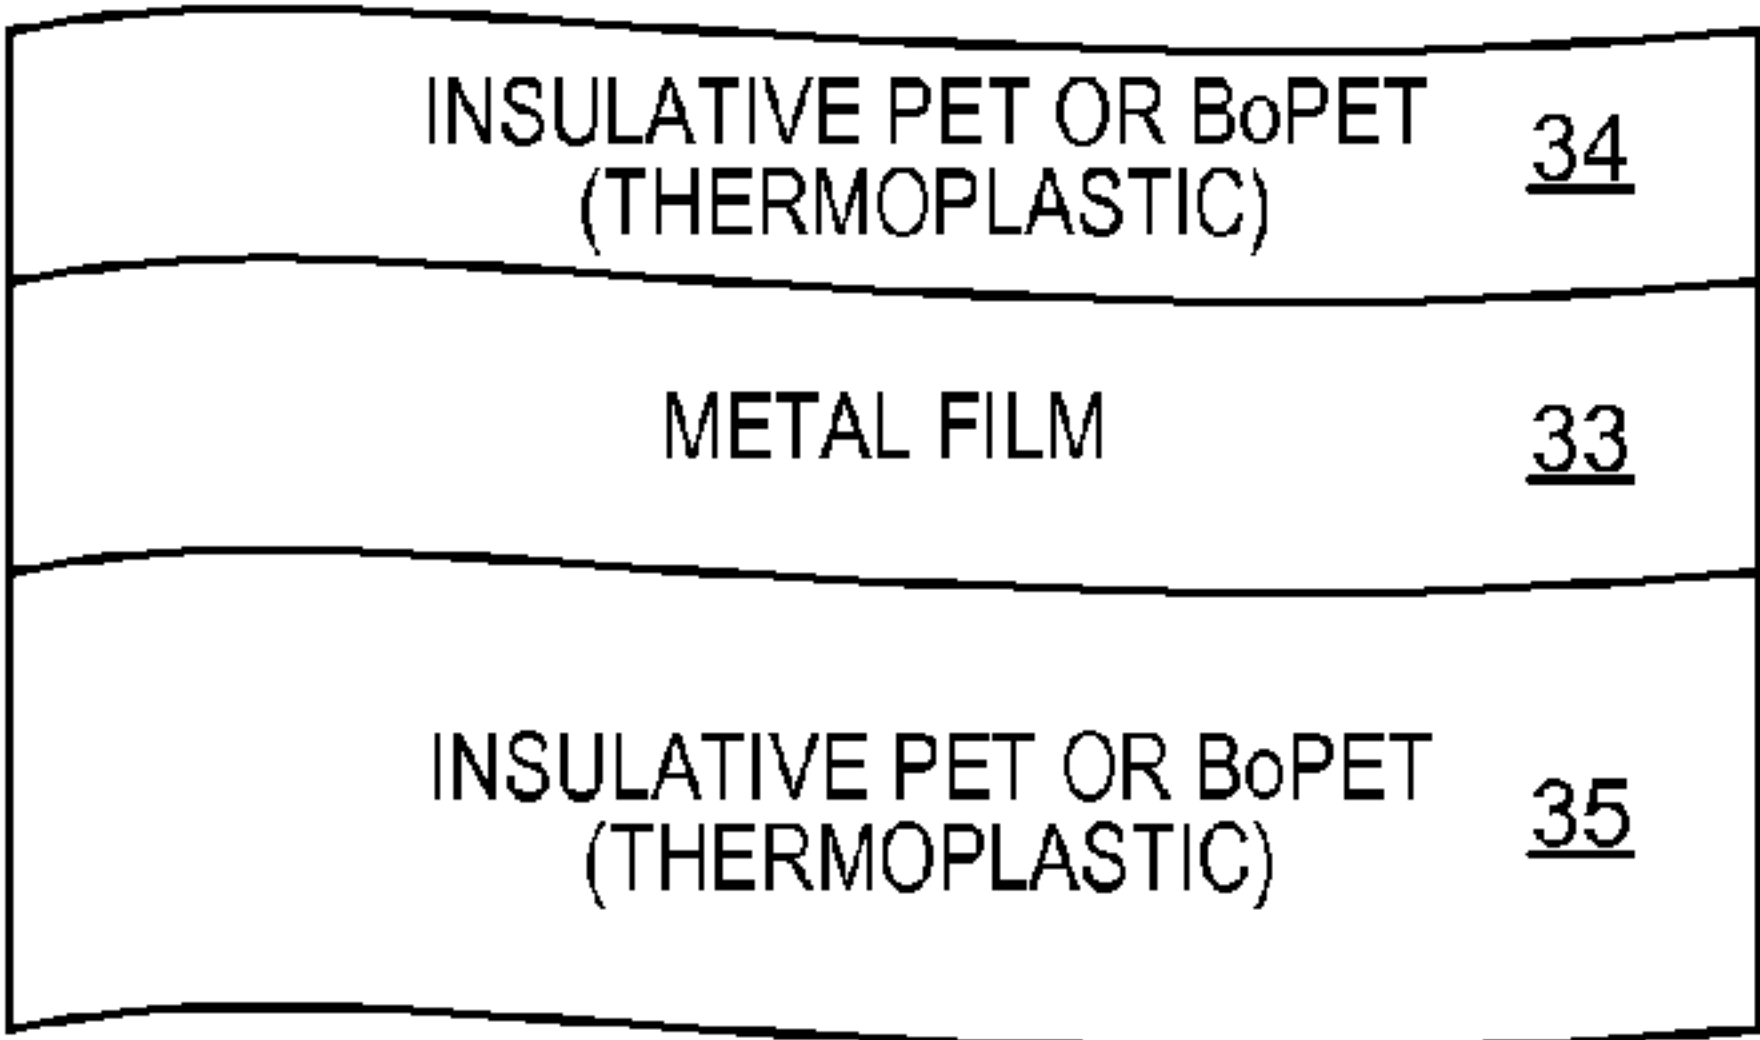 INSULATIVE PET OR BoPET
(THERMOPLASTIC)
34
METAL FILM
33
INSULATIVE PET OR BoPET
(THERMOPLASTIC)
35